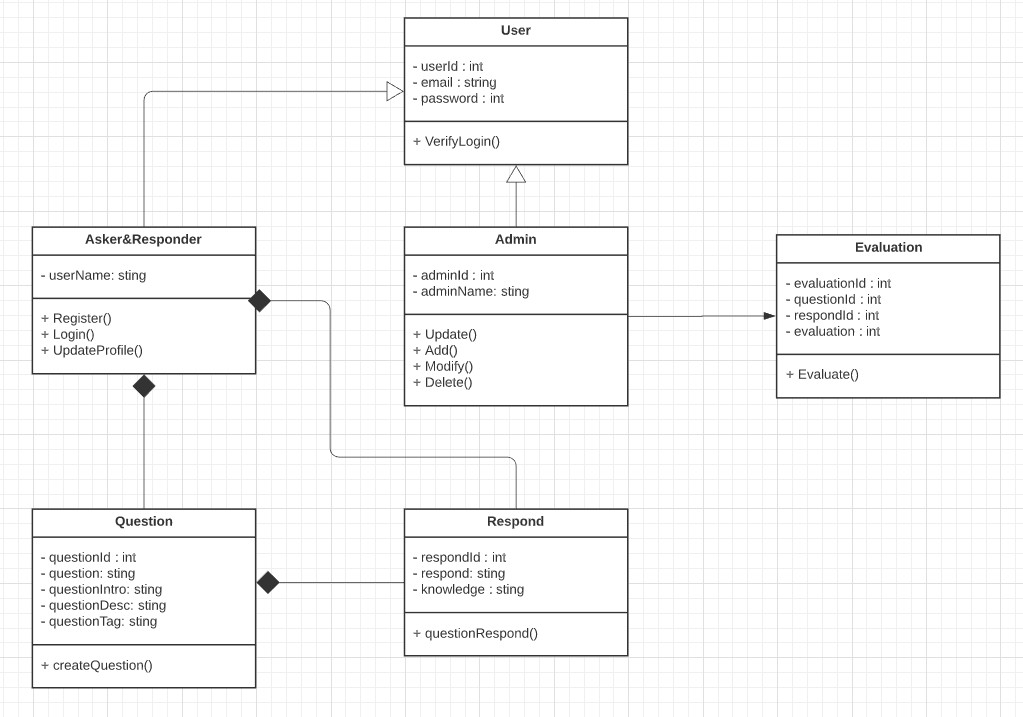 User
- userId : int
- email : string
- password : int
+ VerifyLogin()
Asker&Responder
- userName: sting
+ Register()
+ Login()
+ UpdateProfile()
Admin
- adminId : int
- adminName: sting
+ Update()
+ Add()
+ Modify()
+ Delete()
Evaluation
- evaluationId : int
- questionId : int
- respondId : int
- evaluation : int
+ Evaluate()
Question
- questionId : int
- question: sting
- questionIntro: sting
- questionDesc: sting
- questionTag: sting
+ createQuestion()
Respond
- respondId : int
- respond: sting
- knowledge : sting
+ questionRespond()